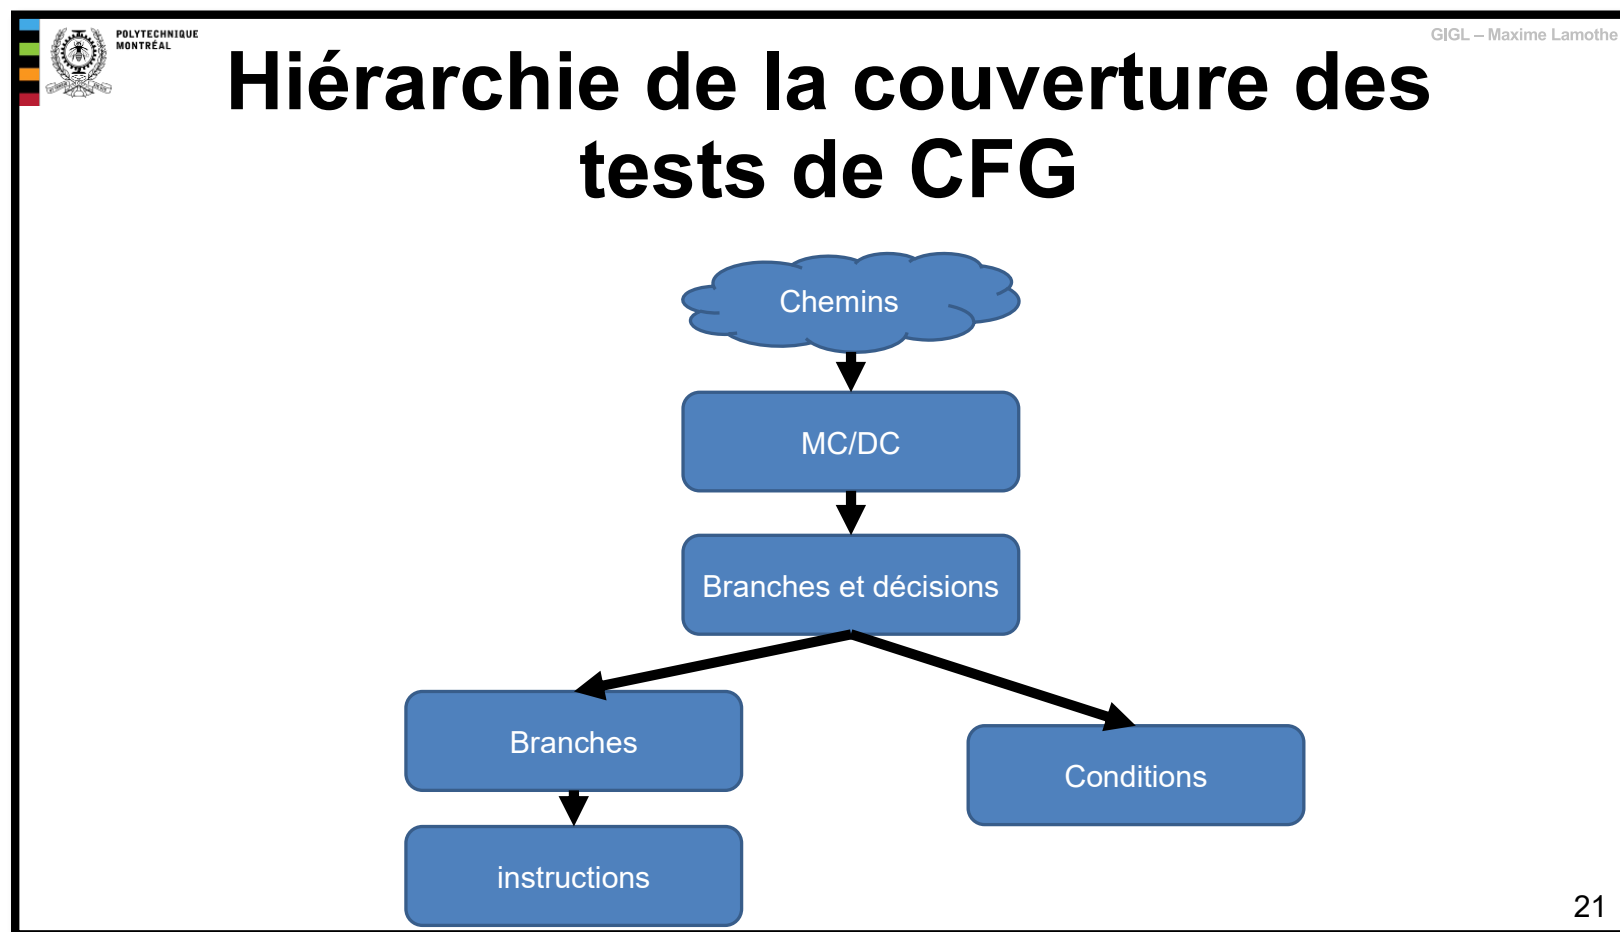 POLYTECHNIQUE
MONTRÉAL
GIGL – Maxime Lamothe
Hiérarchie de la couverture des
tests de CFG
Chemins
MC/DC
Branches et décisions
Branches
Conditions
instructions
21